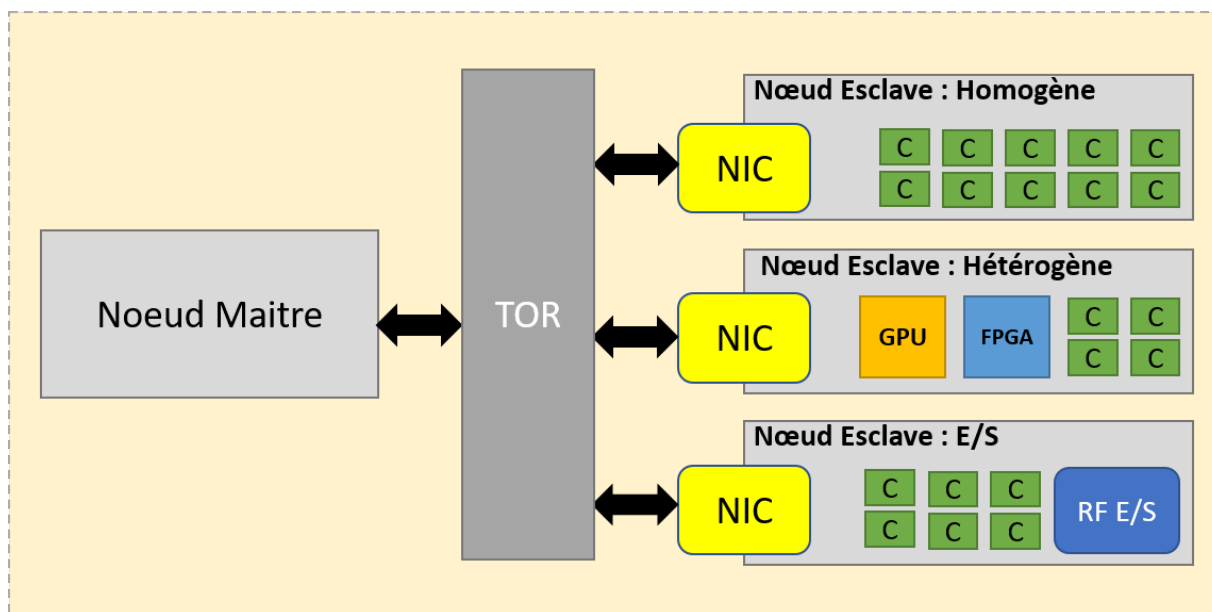 Noeud Maitre
TOR
Nœud Esclave : Homogène
NIC
C C C C C
C C C C C
Nœud Esclave : Hétérogène
NIC
GPU FPGA
C C
C C
Nœud Esclave : E/S
NIC
C C C
C C C
RF E/S